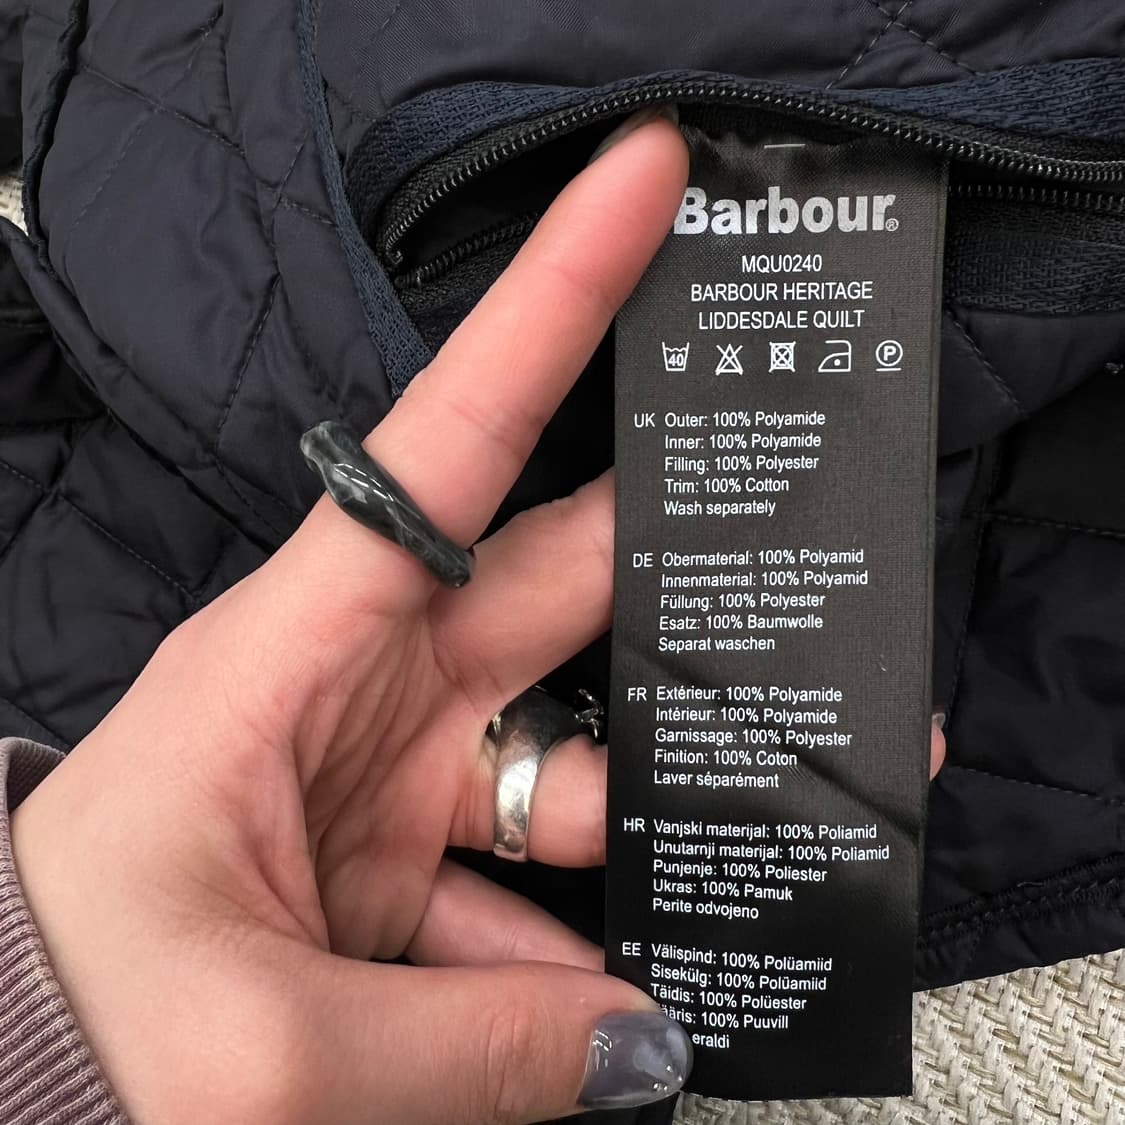 Barbour®
MQU0240
BARBOUR HERITAGE
LIDDESDALE QUILT
40
P
UK Outer: 100% Polyamide
Inner: 100% Polyamide
Filling: 100% Polyester
Trim: 100% Cotton
Wash separately
DE Obermaterial: 100% Polyamid
Innenmaterial: 100% Polyamid
Füllung: 100% Polyester
Esatz: 100% Baumwolle
Separat waschen
FR Extérieur: 100% Polyamide
Intérieur: 100% Polyamide
Garnissage: 100% Polyester
Finition: 100% Coton
Laver séparément
HR Vanjski materijal: 100% Poliamid
Unutarnji materijal: 100% Poliamid
Punjenje: 100% Poliester
Ukras: 100% Pamuk
Perite odvojeno
EE Välispind: 100% Polüamiid
Sisekülg: 100% Polüamiid
Täidis: 100% Polüester
100% Puuvill